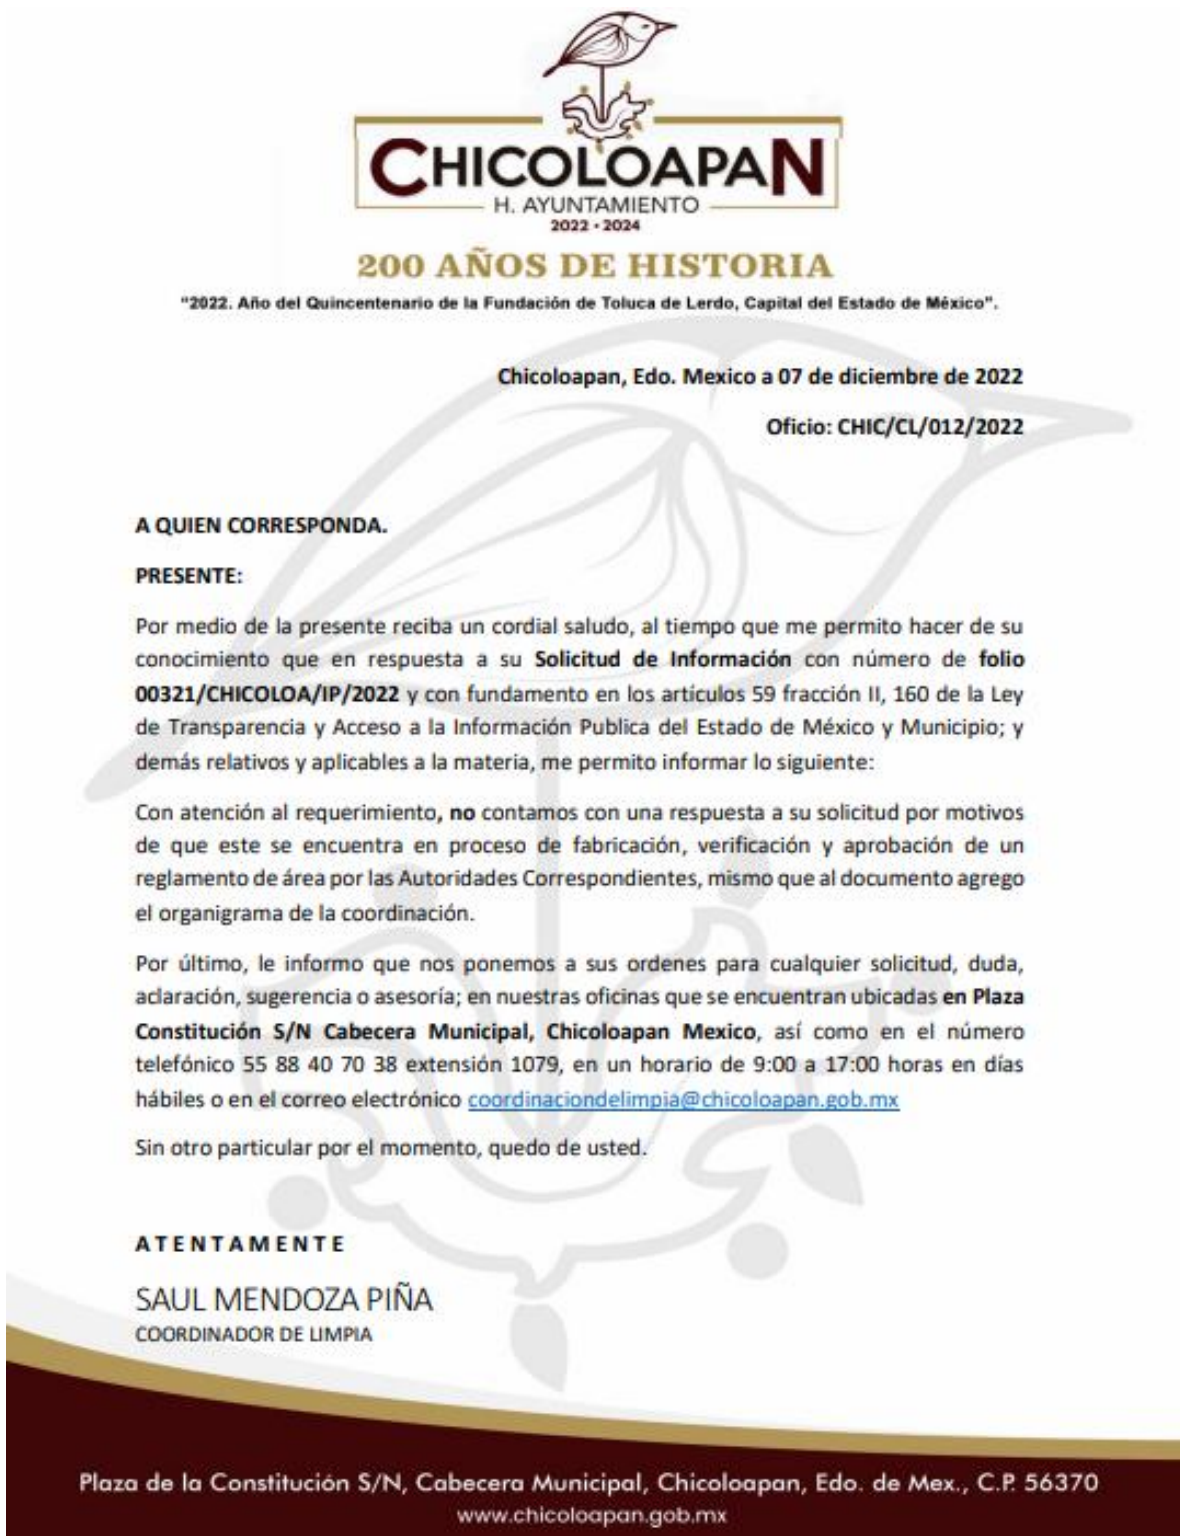 CHICOLOAPAN
H. AYUNTAMIENTO
2022 • 2024
200 AÑOS DE HISTORIA
"2022. Año del Quincentenario de la Fundación de Toluca de Lerdo, Capital del Estado de México".
Chicoloapan, Edo. Mexico a 07 de diciembre de 2022
Oficio: CHIC/CL/012/2022
A QUIEN CORRESPONDA.
PRESENTE:
Por medio de la presente reciba un cordial saludo, al tiempo que me permito hacer de su
conocimiento que en respuesta a su Solicitud de Información con número de folio
00321/CHICOLOA/IP/2022 y con fundamento en los artículos 59 fracción II, 160 de la Ley
de Transparencia y Acceso a la Información Publica del Estado de México y Municipio; y
demás relativos y aplicables a la materia, me permito informar lo siguiente:
Con atención al requerimiento, no contamos con una respuesta a su solicitud por motivos
de que este se encuentra en proceso de fabricación, verificación y aprobación de un
reglamento de área por las Autoridades Correspondientes, mismo que al documento agrego
el organigrama de la coordinación.
Por último, le informo que nos ponemos a sus ordenes para cualquier solicitud, duda,
aclaración, sugerencia o asesoría; en nuestras oficinas que se encuentran ubicadas en Plaza
Constitución S/N Cabecera Municipal, Chicoloapan Mexico, así como en el número
telefónico 55 88 40 70 38 extensión 1079, en un horario de 9:00 a 17:00 horas en días
hábiles o en el correo electrónico coordinaciondelimpia@chicoloapan.gob.mx
Sin otro particular por el momento, quedo de usted.
ATENTAMENTE
SAUL MENDOZA PIÑA
COORDINADOR DE LIMPIA
Plaza de la Constitución S/N, Cabecera Municipal, Chicoloapan, Edo. de Mex., C.P. 56370
www.chicoloapan.gob.mx